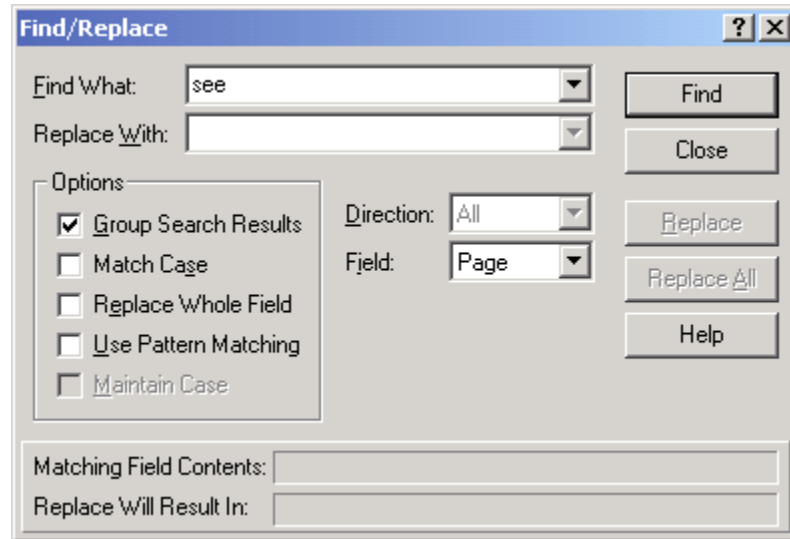 Find/Replace
Find What: see
Find
Replace With:
Close
Options
Group Search Results
Direction: All
Replace
Match Case
Field: Page
Replace All
Replace Whole Field
Use Pattern Matching
Help
Maintain Case
Matching Field Contents:
Replace Will Result In: